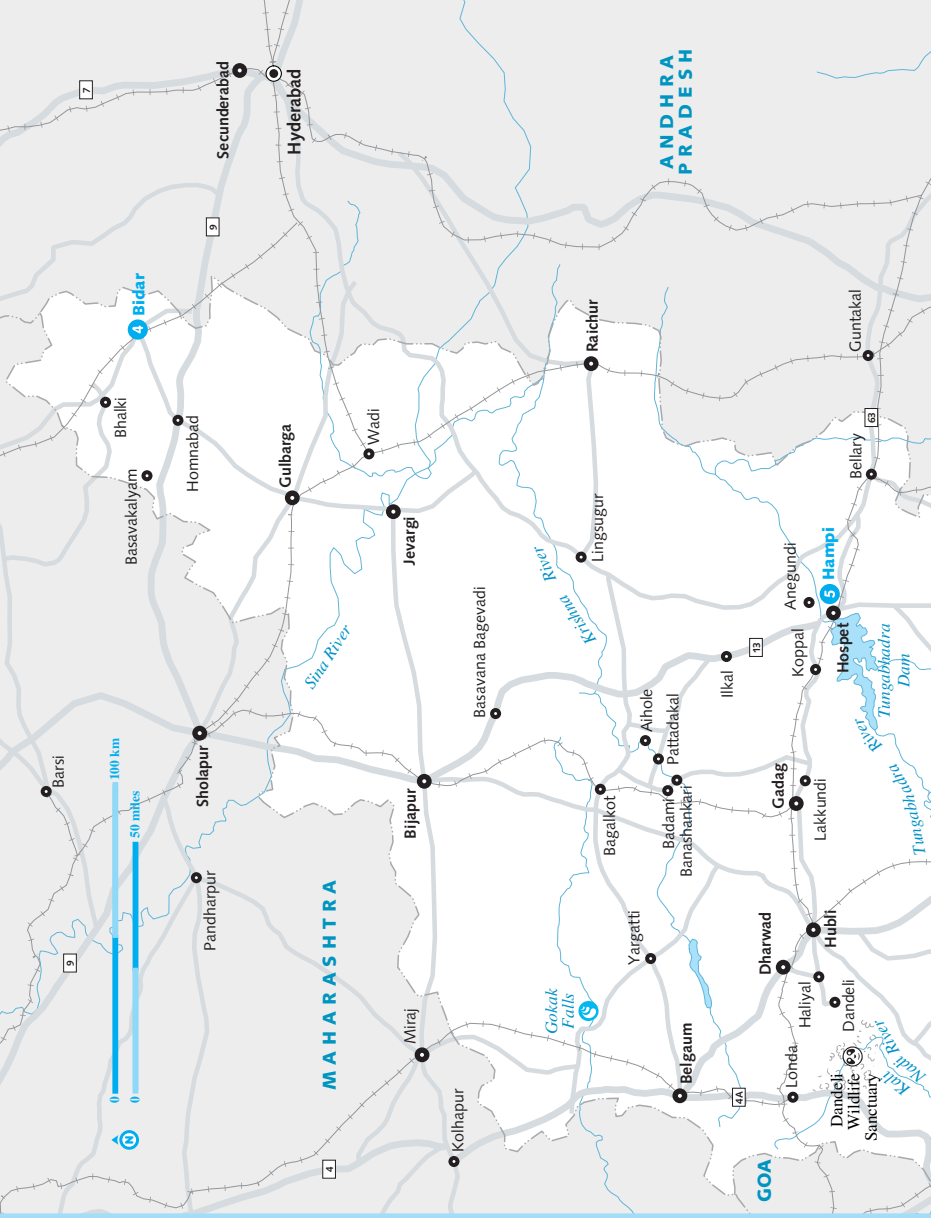 7
Secunderabad
Hyderabad
ANDHRA
PRADESH
9
4 Bidar
Bhalki
Homnabad
Basavakalyam
Gulbarga
Wadi
Raichur
Guntakal
63
Bellary
Jevargi
Lingsugur
Krishna River
Anegundi
5 Hampi
Hospet
Koppal
Tungabhadra
Dam
13
Ilkal
Sina River
Basavana Bagevadi
Aihole
Pattadakal
Barsi
Sholapur
Bijapur
Bagalkot
Badami
Banashankari
Gadag
Lakkundi
Tungabhadra River
100 km
50 miles
0
0
N
Pandharpur
9
MAHARASHTRA
Yargatti
Dharwad
Hubli
Haliyal
Dandeli
Gokak
Falls
Miraj
Belgaum
Londa
Kali
Nadi River
Dandeli
Wildlife
Sanctuary
4A
Kolhapur
4
GOA